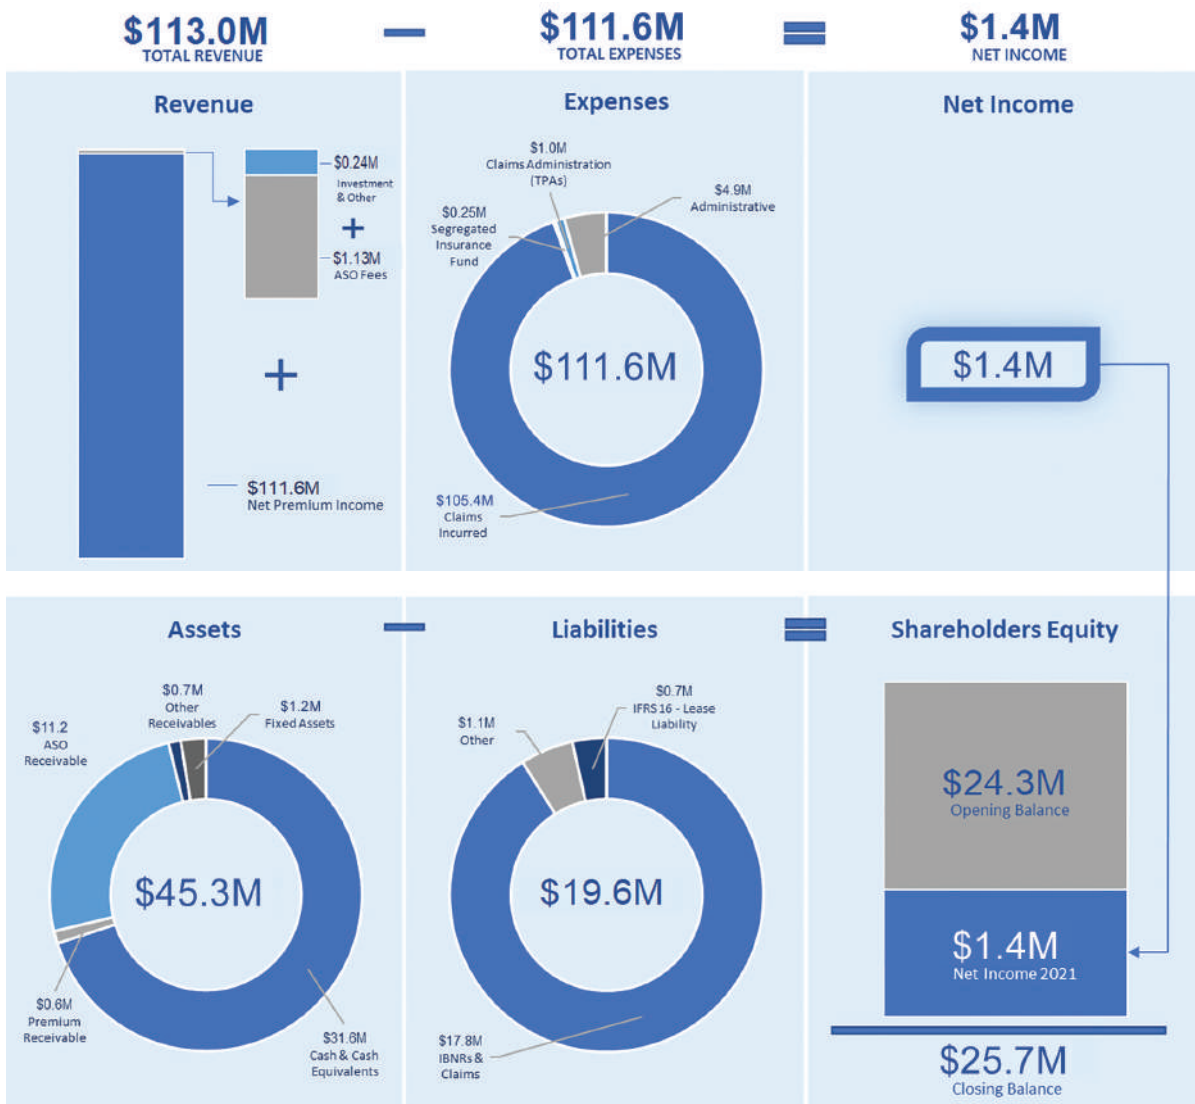 $113.0M
TOTAL REVENUE
$111.6M
TOTAL EXPENSES
$1.4M
NET INCOME
Revenue
$0.24M
Investment
& Other
+
$1.13M
ASO Fees
+
$111.6M
Net Premium Income
Expenses
$1.0M
Claims Administration
(TPAs)
$4.9M
Administrative
$0.25M
Segregated
Insurance
Fund
$111.6M
$105.4M
Claims
Incurred
Net Income
$1.4M
Assets
$0.7M
Other
Receivables
$1.2M
Fixed Assets
$11.2
ASO
Receivable
$45.3M
$0.6M
Premium
Receivable
$31.6M
Cash & Cash
Equivalents
Liabilities
$0.7M
IFRS 16 - Lease
Liability
$1.1M
Other
$19.6M
$17.8M
IBNRs &
Claims
Shareholders Equity
$24.3M
Opening Balance
$1.4M
Net Income 2021
$25.7M
Closing Balance